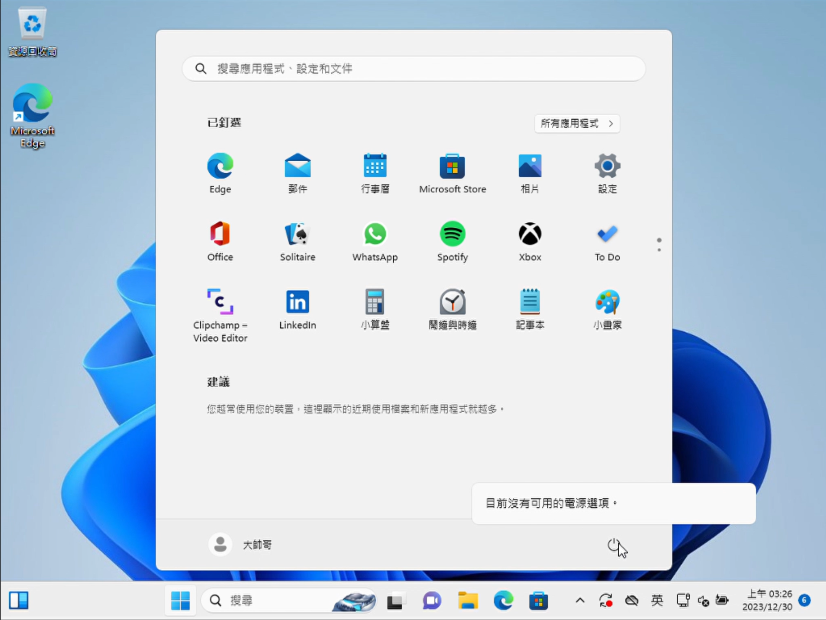 資源回收筒
Microsoft
Edge
搜尋應用程式、設定和文件
已釘選
所有應用程式
Edge
郵件
行事曆
Microsoft Store
相片
設定
Office
Solitaire
WhatsApp
Spotify
Xbox
To Do
Clipchamp –
Video Editor
LinkedIn
小算盤
鬧鐘與時鐘
記事本
小畫家
建議
您越常使用您的裝置，這裡顯示的近期使用檔案和新應用程式就越多。
目前沒有可用的電源選項。
大帥哥
搜尋
英
上午 03:26
2023/12/30
6